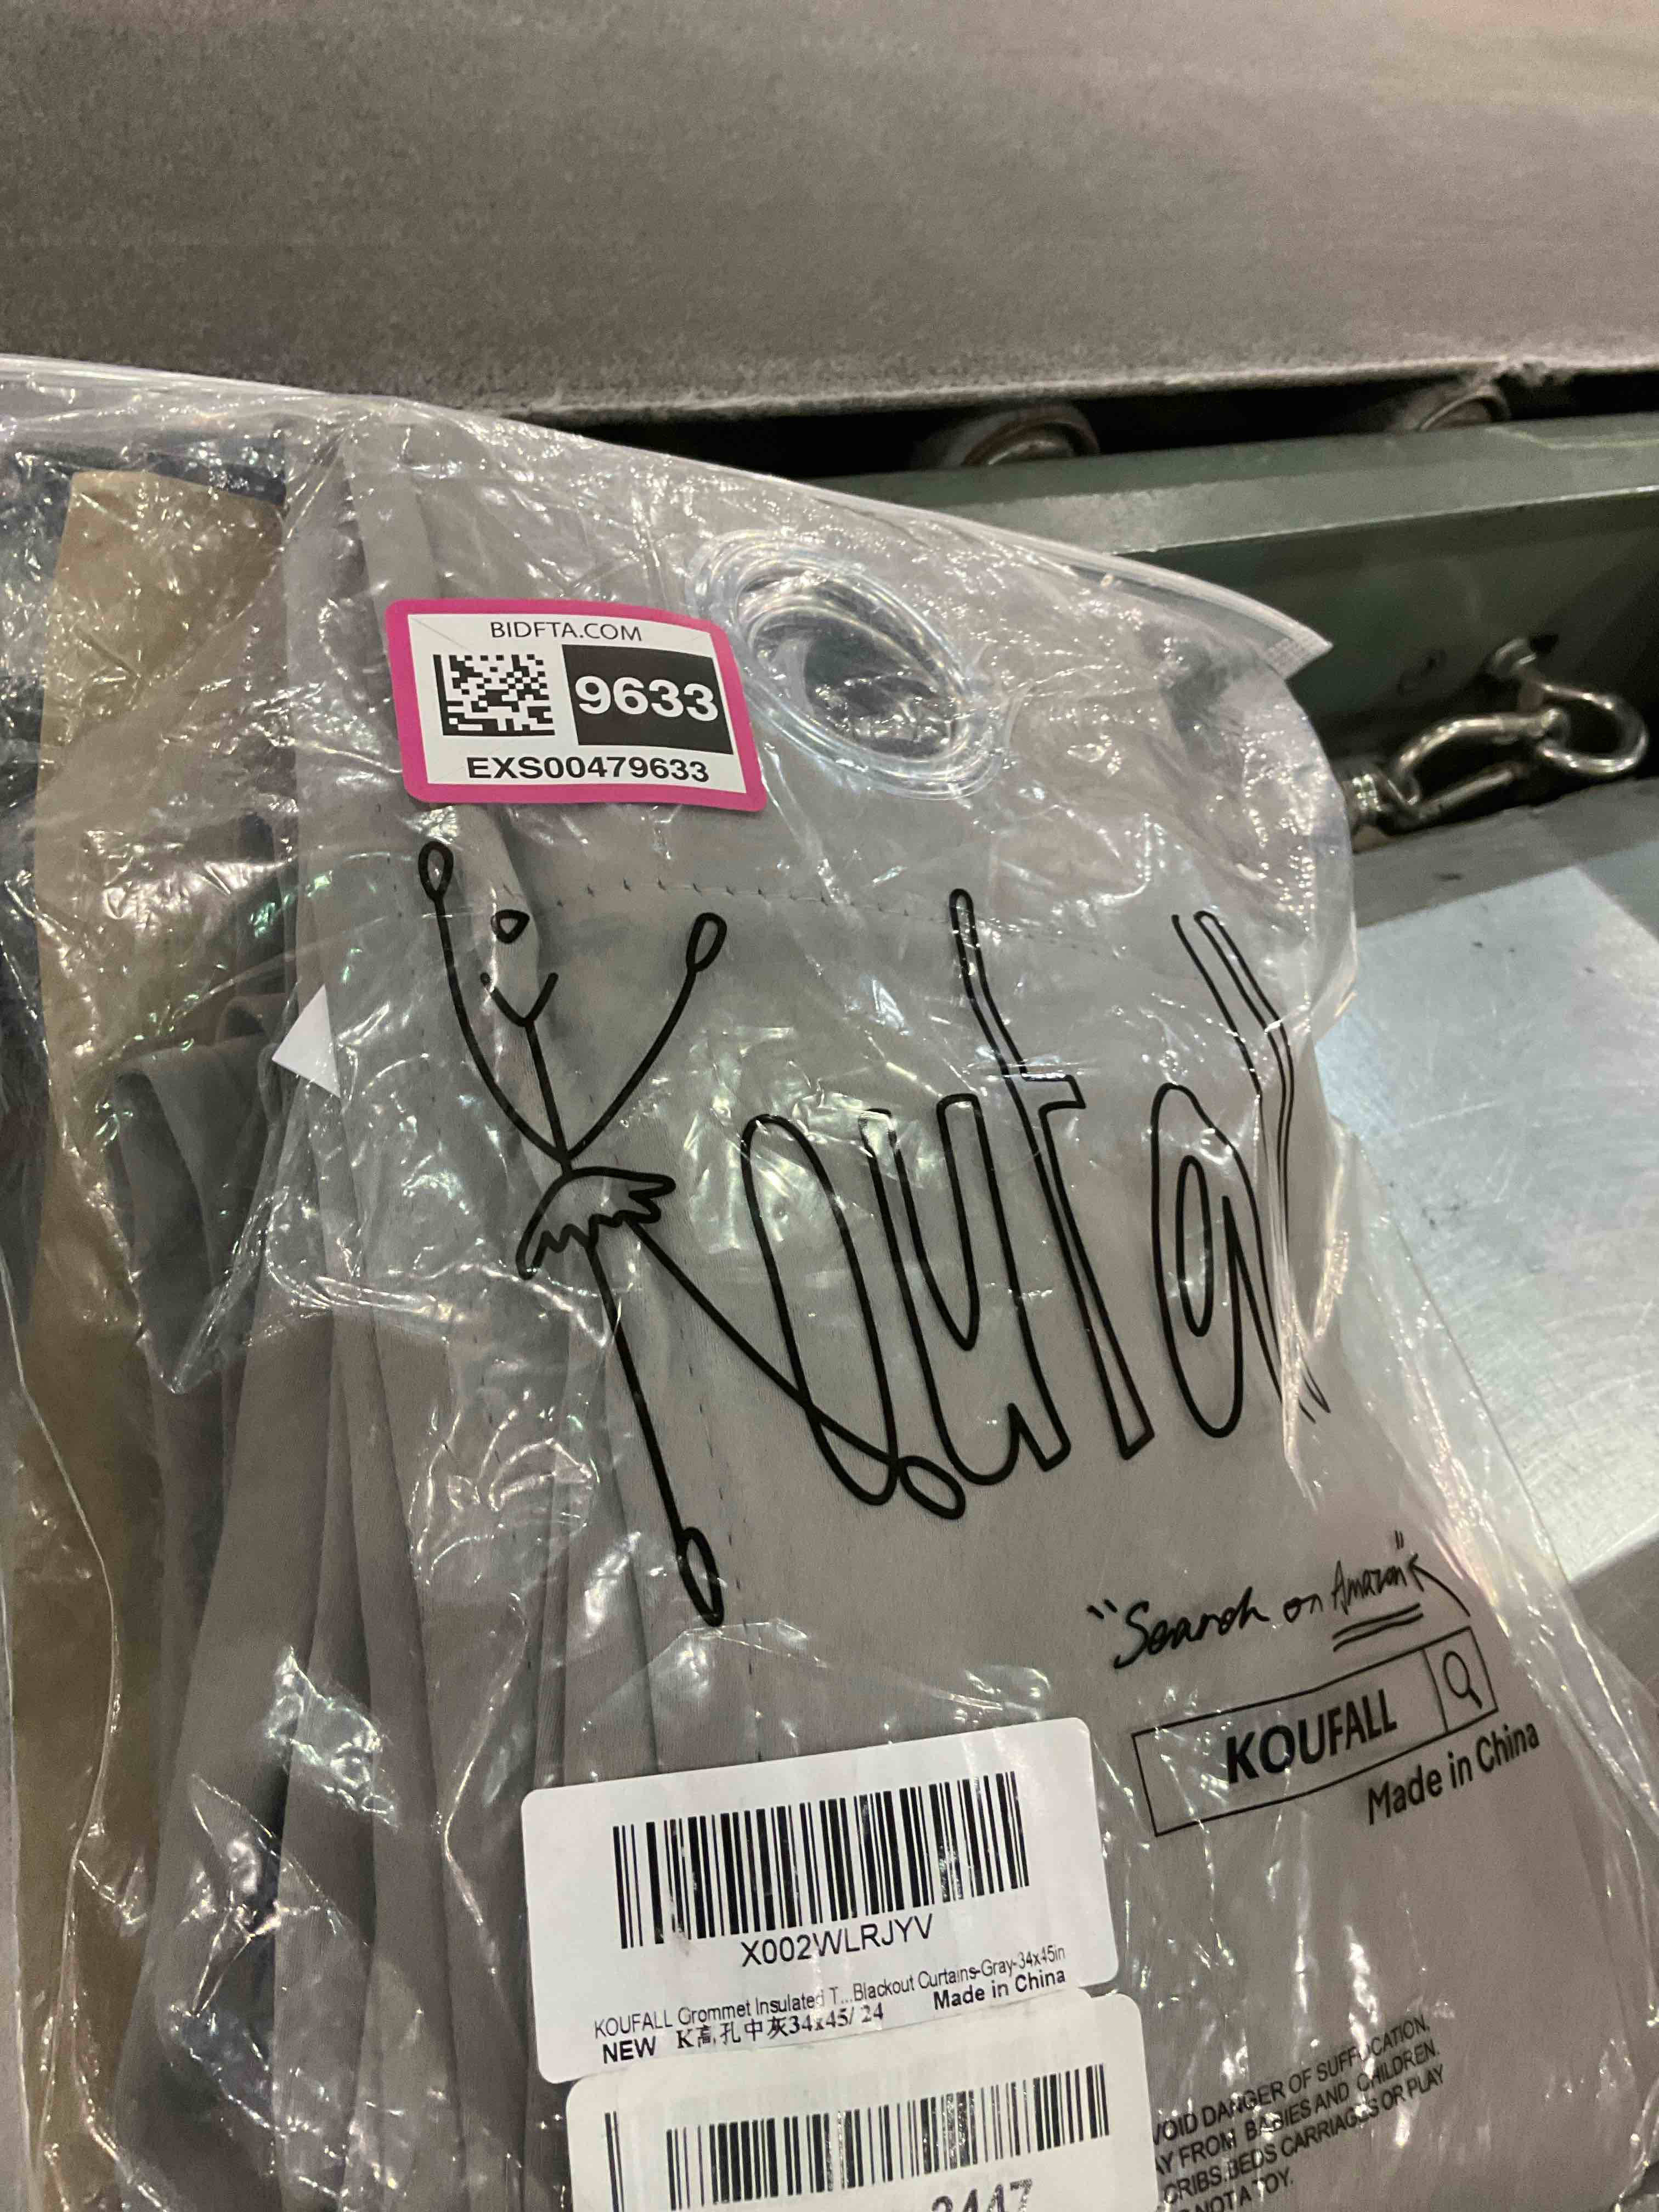 BIDFTA.COM
9633
EXS00479633
Koufall
"Search on Amazon"
KOUFALL
Made in China
X002WLRJYV
KOUFALL Grommet Insulated T...Blackout Curtains-Gray-34x45in
NEW K高孔中灰34x45/ 24 Made in China
VOID DANGER OF SUFFOCATION,
AY FROM BABIES AND CHILDREN.
CRIBS,BEDS CARRIAGES OR PLAY
NOT A TOY.
2447